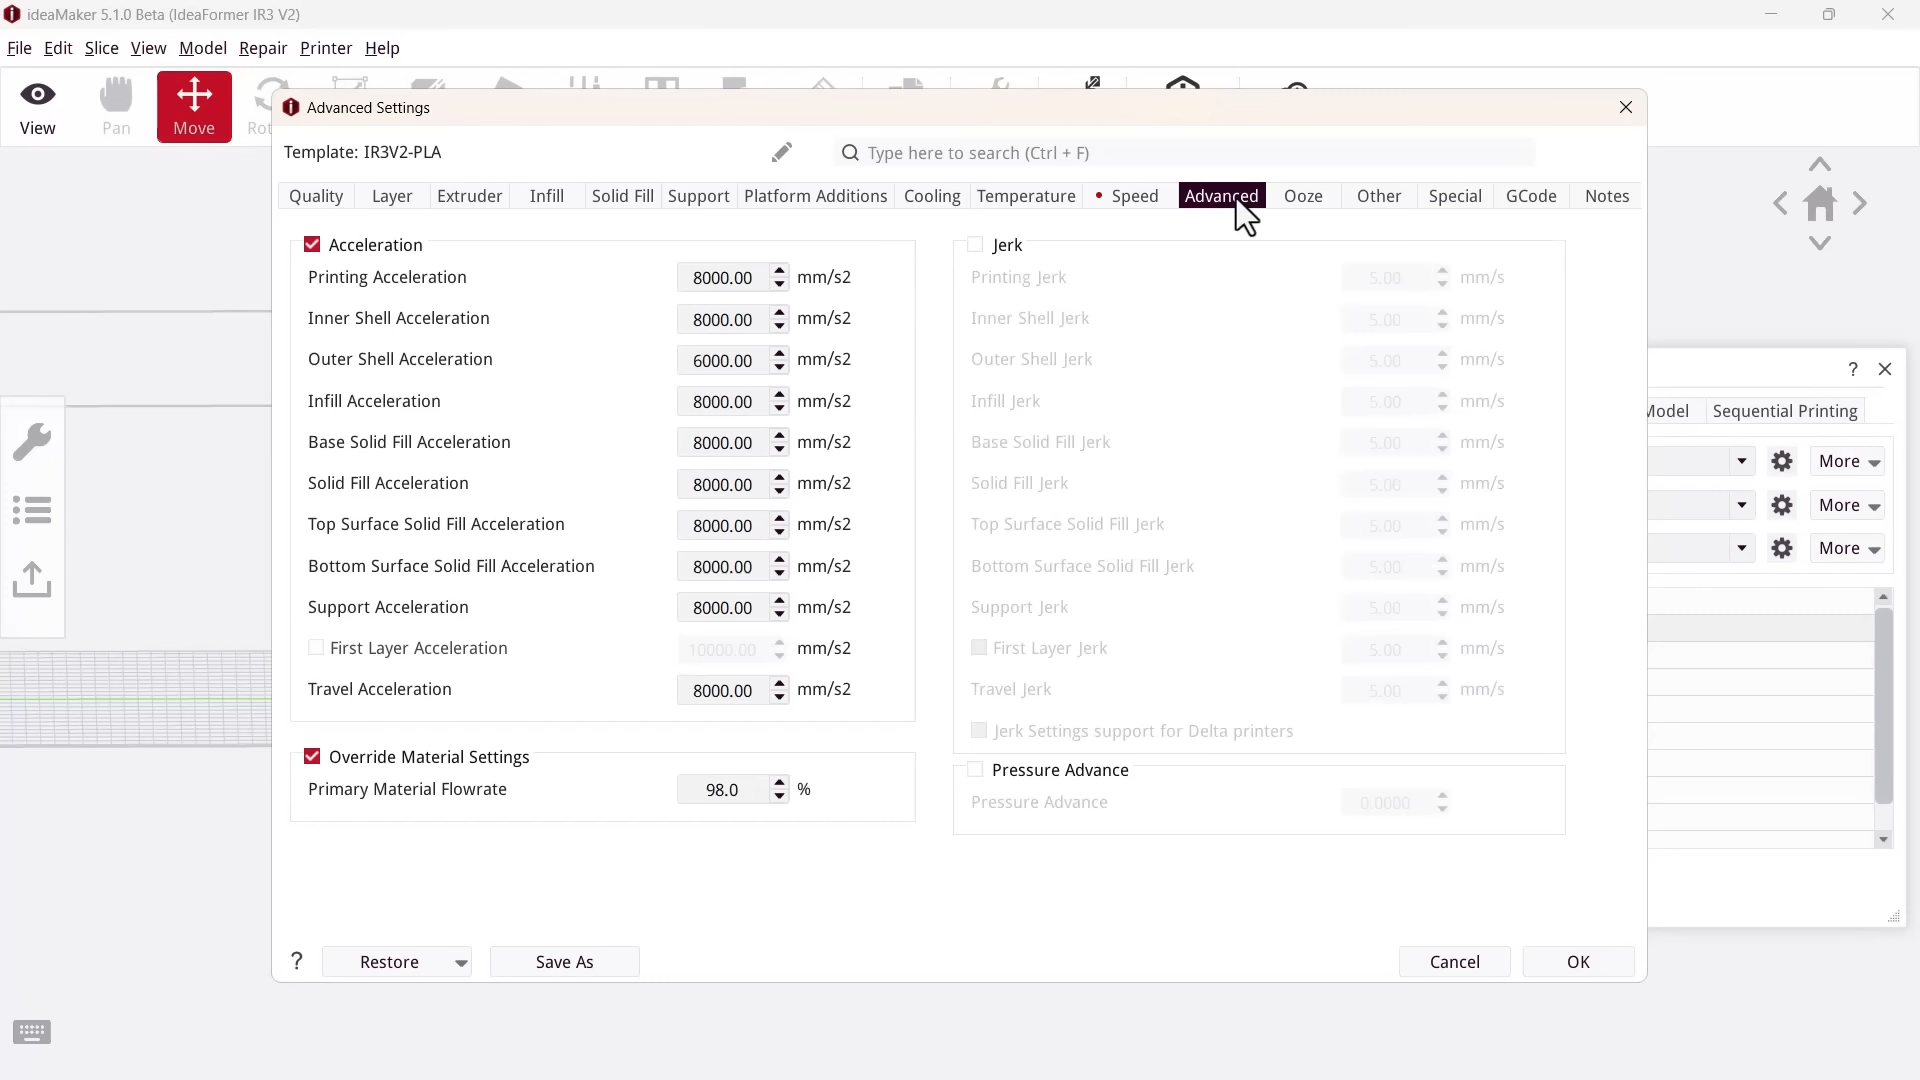 ideaMaker 5.1.0 Beta (IdeaFormer IR3 V2)
File Edit Slice View Model Repair Printer Help
View Pan Move
Advanced Settings
Template: IR3V2-PLA
Type here to search (Ctrl + F)
Quality Layer Extruder Infill Solid Fill Support Platform Additions Cooling Temperature Speed Advanced Ooze Other Special GCode Notes
Acceleration
Printing Acceleration 8000.00 mm/s2
Inner Shell Acceleration 8000.00 mm/s2
Outer Shell Acceleration 6000.00 mm/s2
Infill Acceleration 8000.00 mm/s2
Base Solid Fill Acceleration 8000.00 mm/s2
Solid Fill Acceleration 8000.00 mm/s2
Top Surface Solid Fill Acceleration 8000.00 mm/s2
Bottom Surface Solid Fill Acceleration 8000.00 mm/s2
Support Acceleration 8000.00 mm/s2
First Layer Acceleration 10000.00 mm/s2
Travel Acceleration 8000.00 mm/s2
Override Material Settings
Primary Material Flowrate 98.0 %
Jerk
Printing Jerk 5.00 mm/s
Inner Shell Jerk 5.00 mm/s
Outer Shell Jerk 5.00 mm/s
Infill Jerk 5.00 mm/s
Base Solid Fill Jerk 5.00 mm/s
Solid Fill Jerk 5.00 mm/s
Top Surface Solid Fill Jerk 5.00 mm/s
Bottom Surface Solid Fill Jerk 5.00 mm/s
Support Jerk 5.00 mm/s
First Layer Jerk 5.00 mm/s
Travel Jerk 5.00 mm/s
Jerk Settings support for Delta printers
Pressure Advance
Pressure Advance 0.0000
? Restore Save As Cancel OK
?
Model Sequential Printing
More
More
More